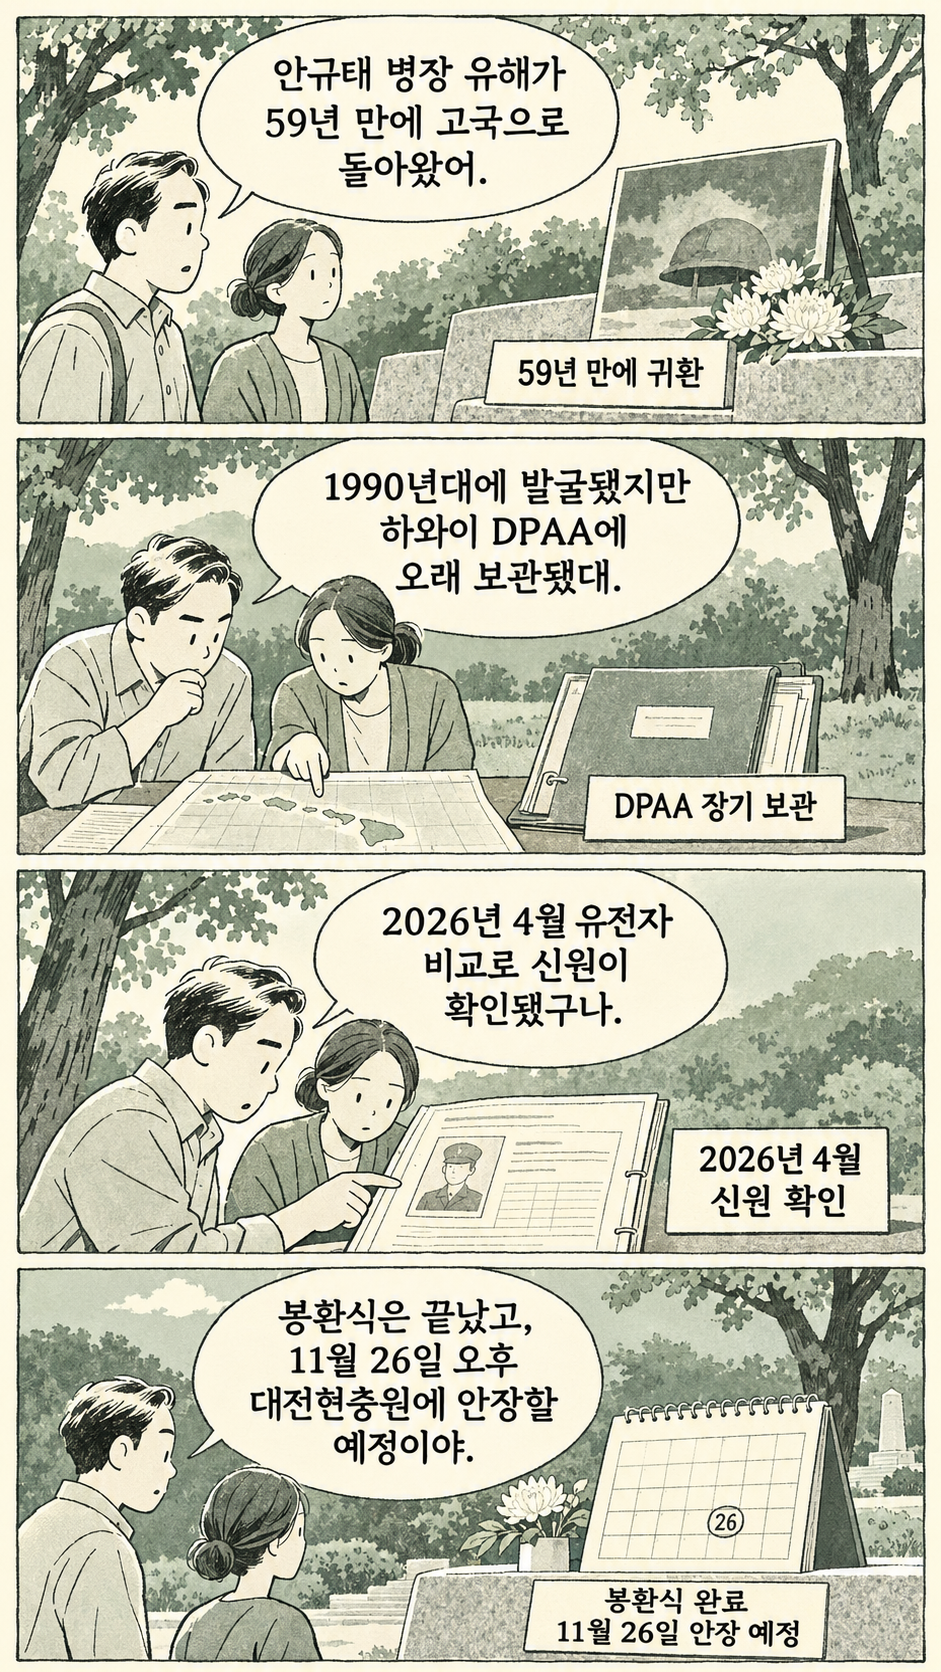 안규태 병장 유해가
59년 만에 고국으로
돌아왔어.
59년 만에 귀환
1990년대에 발굴됐지만
하와이 DPAA에
오래 보관됐대.
DPAA 장기 보관
2026년 4월 유전자
비교로 신원이
확인됐구나.
2026년 4월
신원 확인
봉환식은 끝났고,
11월 26일 오후
대전현충원에 안장할
예정이야.
26
봉환식 완료
11월 26일 안장 예정